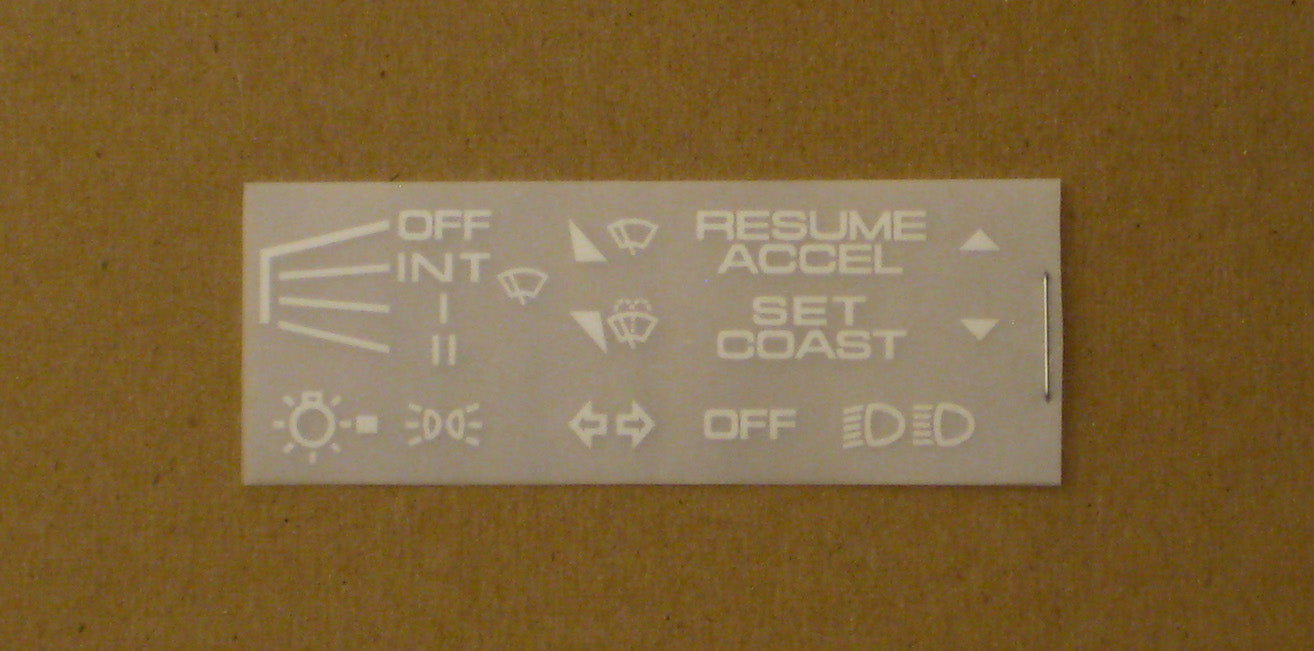 OFF
INT
I
II
RESUME
ACCEL
SET
COAST
OFF